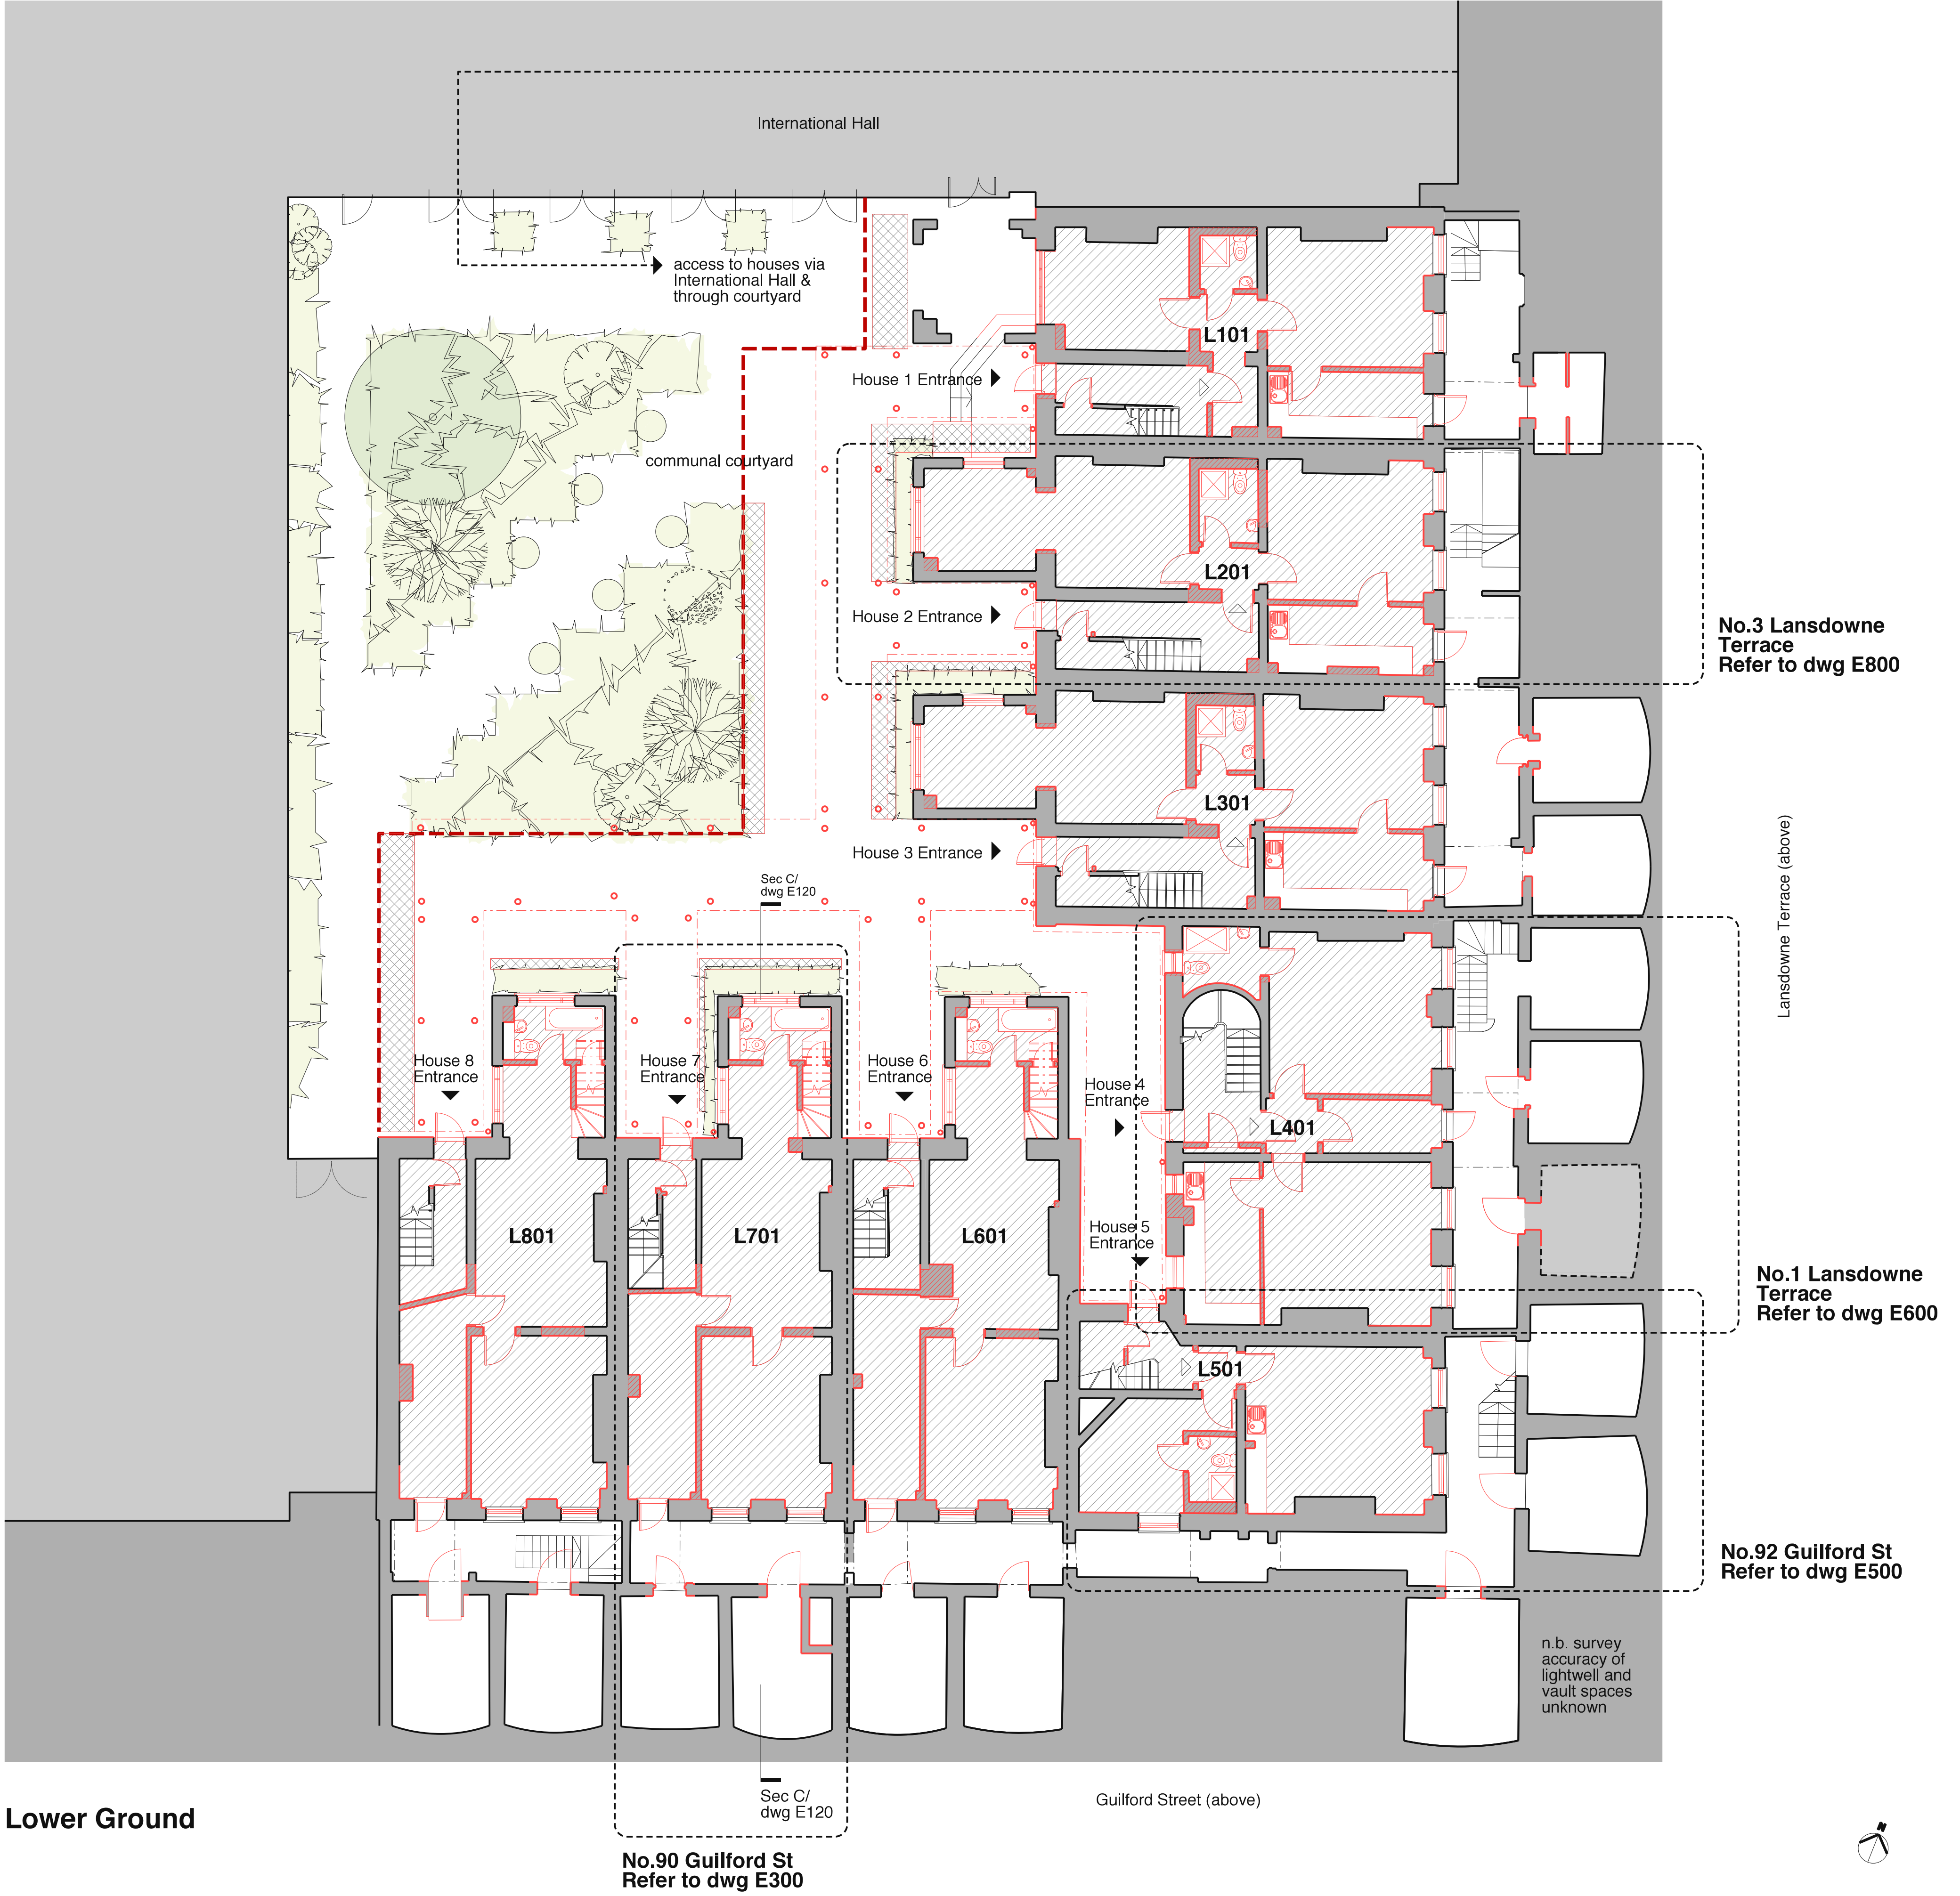 International Hall
access to houses via
International Hall &
through courtyard
L101
House 1 Entrance
communal courtyard
L201
House 2 Entrance
No.3 Lansdowne
Terrace
Refer to dwg E800
L301
House 3 Entrance
Lansdowne Terrace (above)
Sec C/
dwg E120
House 8
Entrance
House 7
Entrance
House 6
Entrance
House 4
Entrance
L401
L801
L701
L601
House 5
Entrance
No.1 Lansdowne
Terrace
Refer to dwg E600
L501
No.92 Guilford St
Refer to dwg E500
n.b. survey
accuracy of
lightwell and
vault spaces
unknown
Sec C/
dwg E120
Guilford Street (above)
Lower Ground
N
No.90 Guilford St
Refer to dwg E300